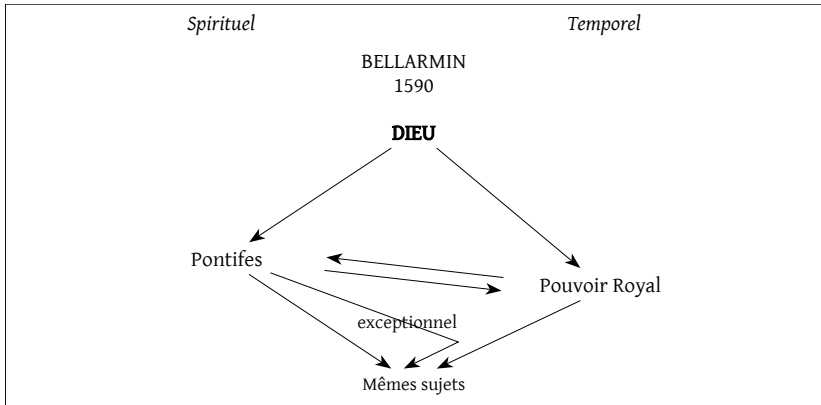 Spirituel
Temporel
BELLARMIN
1590
DIEU
Pontifes
Pouvoir Royal
exceptionnel
Mêmes sujets